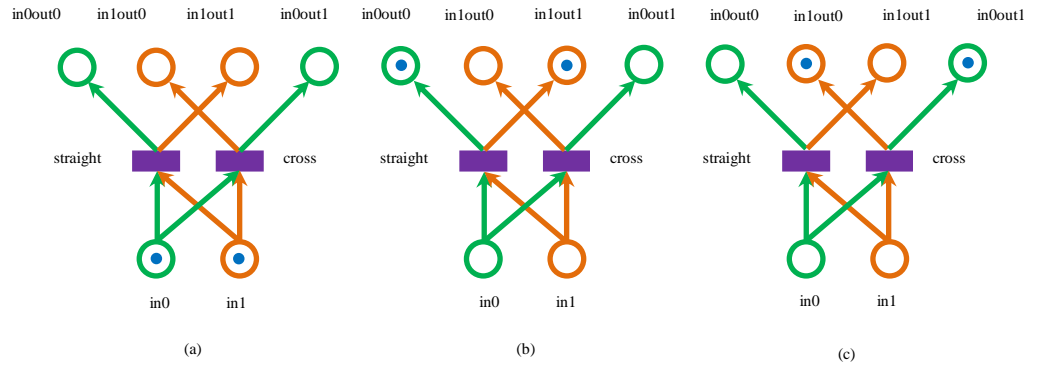 in0out0 in1out0 in1out1 in0out1 in0out0 in1out0 in1out1 in0out1 in0out0 in1out0 in1out1 in0out1
straight cross straight cross straight cross
in0 in1 in0 in1 in0 in1
(a) (b) (c)